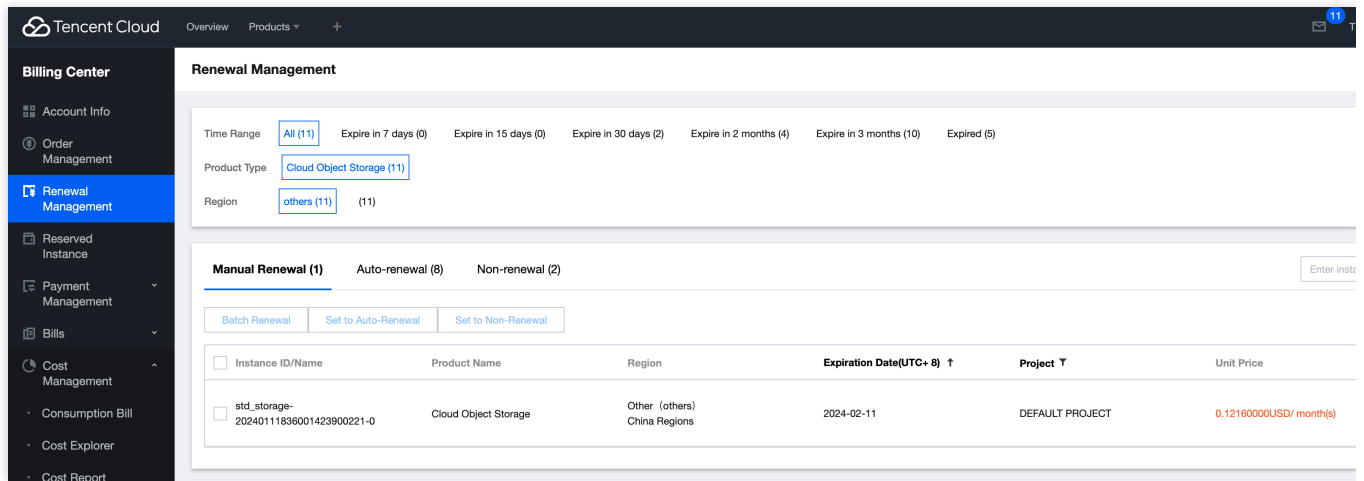 Tencent Cloud Overview Products + 11
Billing Center
Account Info
Order
Management
Renewal
Management
Reserved
Instance
Payment
Management
Bills
Cost
Management
Consumption Bill
Cost Explorer
Cost Report
Renewal Management
Time Range All (11) Expire in 7 days (0) Expire in 15 days (0) Expire in 30 days (2) Expire in 2 months (4) Expire in 3 months (10) Expired (5)
Product Type Cloud Object Storage (11)
Region others (11) (11)
Manual Renewal (1) Auto-renewal (8) Non-renewal (2) Enter insta
Batch Renewal Set to Auto-Renewal Set to Non-Renewal
Instance ID/Name Product Name Region Expiration Date(UTC+ 8) ↑ Project Unit Price
std_storage-
20240111836001423900221-0 Cloud Object Storage Other（others）
China Regions 2024-02-11 DEFAULT PROJECT 0.12160000USD/ month(s)